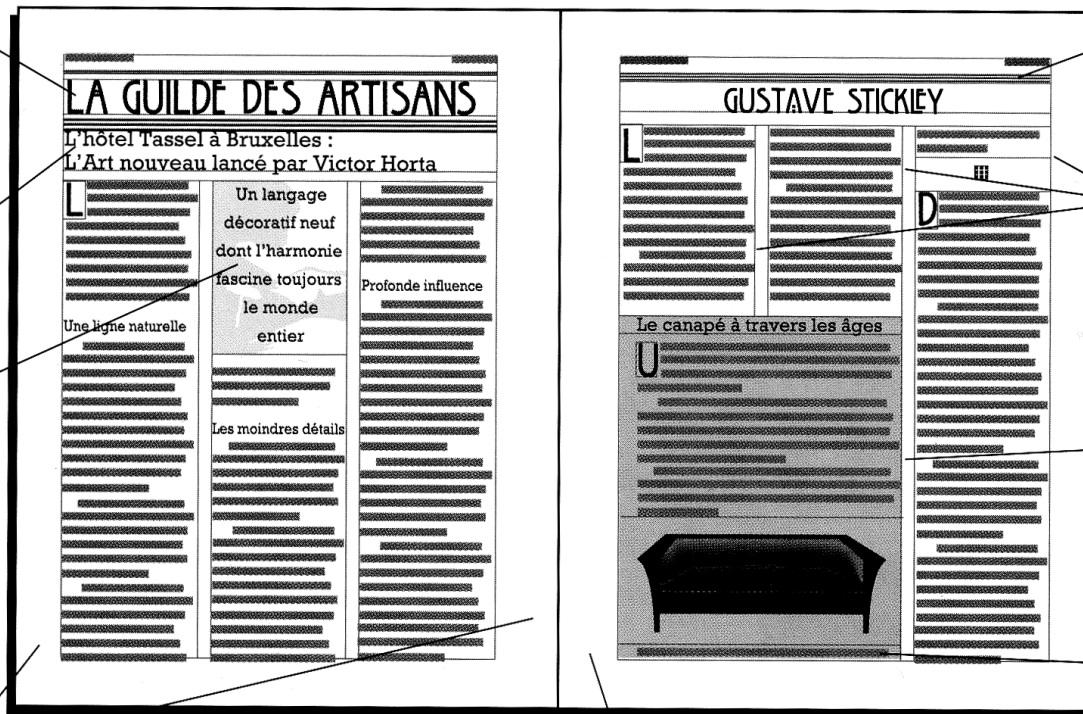 LA GUILDE DES ARTISANS
L'hôtel Tassel à Bruxelles :
L'Art nouveau lancé par Victor Horta
L
Une ligne naturelle
Un langage
décoratif neuf
dont l'harmonie
fascine toujours
le monde
entier
Les moindres détails
Profonde influence
GUSTAVE STICKLEY
L
Le canapé à travers les âges
U
D